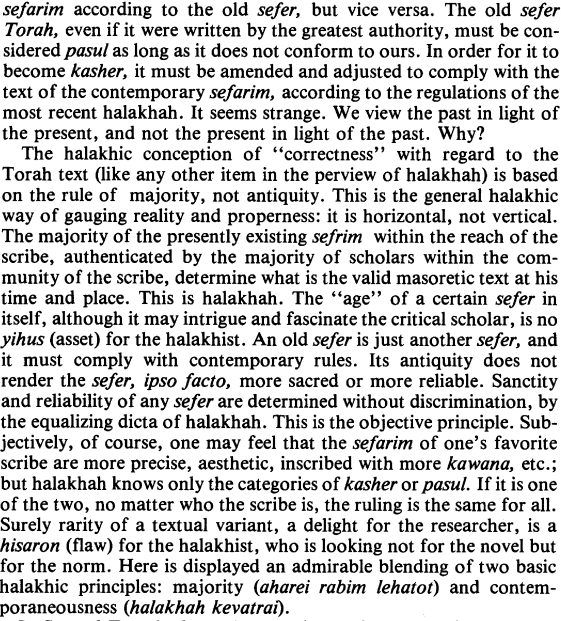 sefarim according to the old sefer, but vice versa. The old sefer
Torah, even if it were written by the greatest authority, must be con-
sidered pasul as long as it does not conform to ours. In order for it to
become kasher, it must be amended and adjusted to comply with the
text of the contemporary sefarim, according to the regulations of the
most recent halakhah. It seems strange. We view the past in light of
the present, and not the present in light of the past. Why?
The halakhic conception of “correctness” with regard to the
Torah text (like any other item in the perview of halakhah) is based
on the rule of majority, not antiquity. This is the general halakhic
way of gauging reality and properness: it is horizontal, not vertical.
The majority of the presently existing sefrim within the reach of the
scribe, authenticated by the majority of scholars within the com-
munity of the scribe, determine what is the valid masoretic text at his
time and place. This is halakhah. The “age” of a certain sefer in
itself, although it may intrigue and fascinate the critical scholar, is no
yihus (asset) for the halakhist. An old sefer is just another sefer, and
it must comply with contemporary rules. Its antiquity does not
render the sefer, ipso facto, more sacred or more reliable. Sanctity
and reliability of any sefer are determined without discrimination, by
the equalizing dicta of halakhah. This is the objective principle. Sub-
jectively, of course, one may feel that the sefarim of one’s favorite
scribe are more precise, aesthetic, inscribed with more kawana, etc.;
but halakhah knows only the categories of kasher or pasul. If it is one
of the two, no matter who the scribe is, the ruling is the same for all.
Surely rarity of a textual variant, a delight for the researcher, is a
hisaron (flaw) for the halakhist, who is looking not for the novel but
for the norm. Here is displayed an admirable blending of two basic
halakhic principles: majority (aharei rabim lehatot) and contem-
poraneousness (halakhah kevatrai).